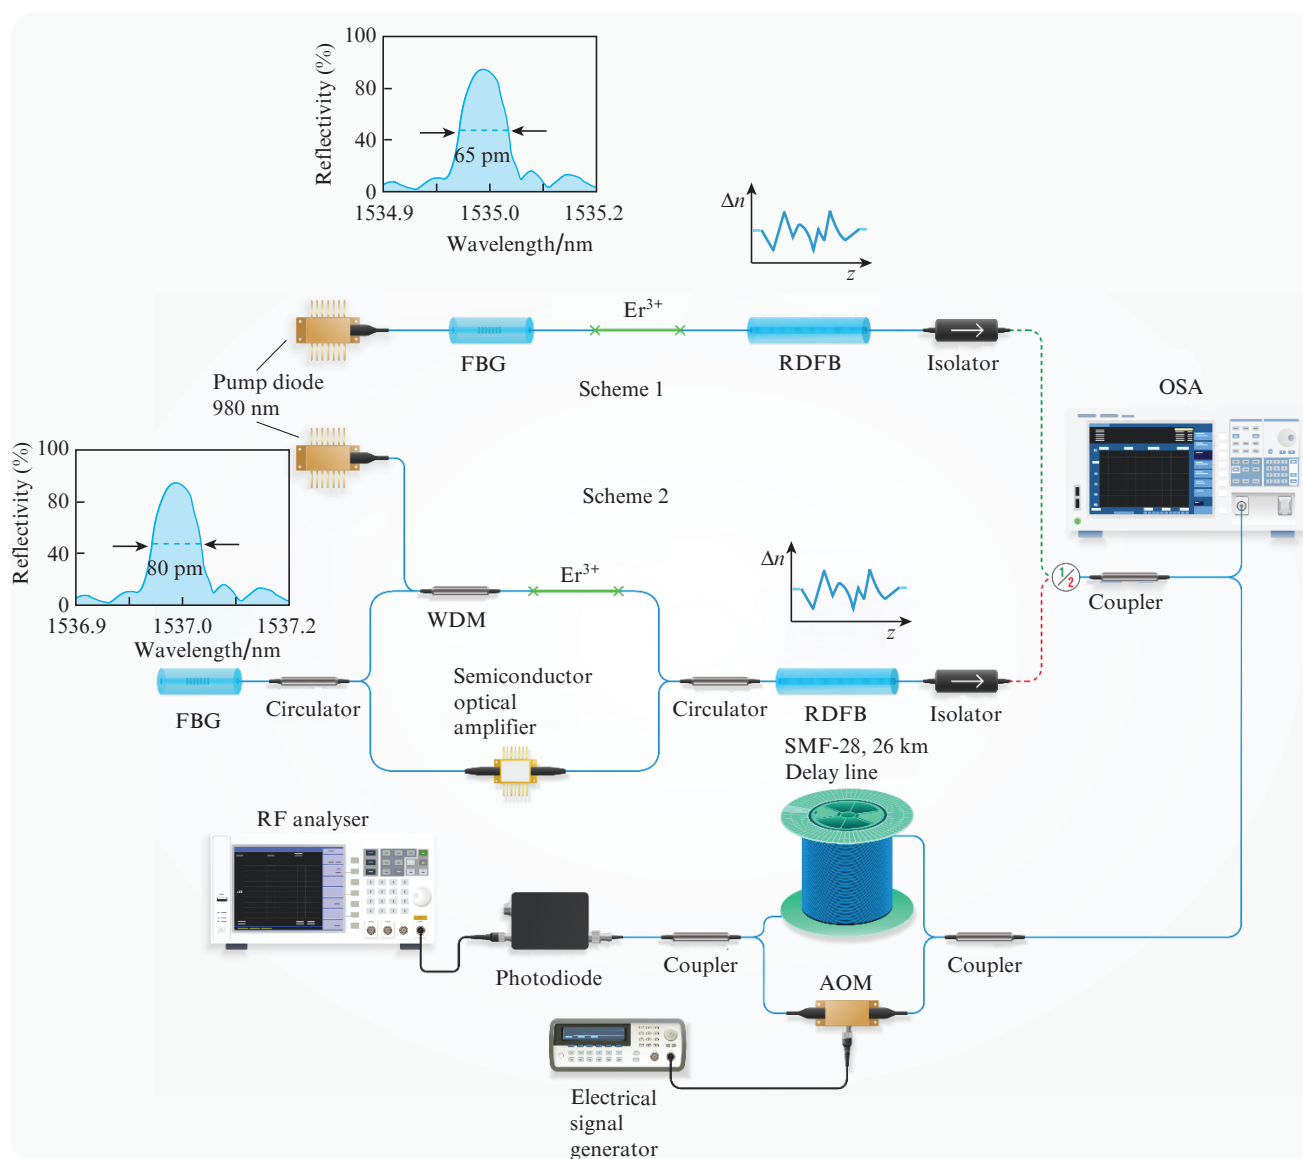 100
80
40
0
Reflectivity (%)
65 pm
1534.9 1535.0 1535.2
Wavelength/nm
Δn
z
Er3+
FBG
RDFB
Isolator
Pump diode
980 nm
Scheme 1
OSA
100
80
40
0
Reflectivity (%)
80 pm
1536.9 1537.0 1537.2
Wavelength/nm
Scheme 2
Δn
z
Er3+
WDM
1/2
Coupler
FBG
Circulator
Semiconductor
optical
amplifier
Circulator
RDFB
Isolator
SMF-28, 26 km
Delay line
RF analyser
Photodiode
Coupler
Coupler
AOM
Electrical
signal
generator